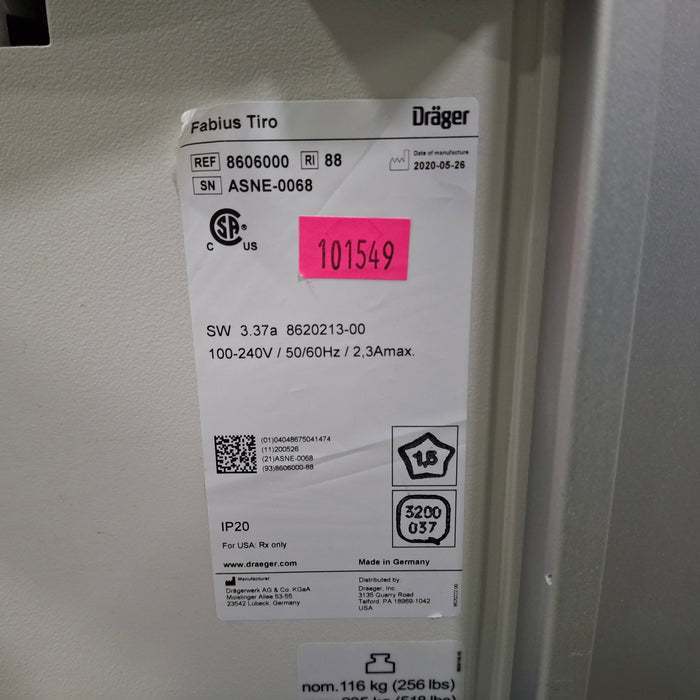 Fabius Tiro
Dräger
REF 8606000 RI 88
Date of manufacture
2020-05-26
SN ASNE-0068
CSA®
C US
101549
SW 3.37a 8620213-00
100-240V / 50/60Hz / 2,3Amax.
(01)04048675041474
(11)200526
(21)ASNE-0068
(93)8606000-88
1,5
3200
037
IP20
For USA: Rx only
www.draeger.com
Made in Germany
Manufacturer
Drägerwerk AG & Co. KGaA
Moislinger Allee 53-55
23542 Lübeck, Germany
Distributed by:
Draeger, Inc.
3135 Quarry Road
Telford, PA 18969-1042
USA
nom. 116 kg (256 lbs)